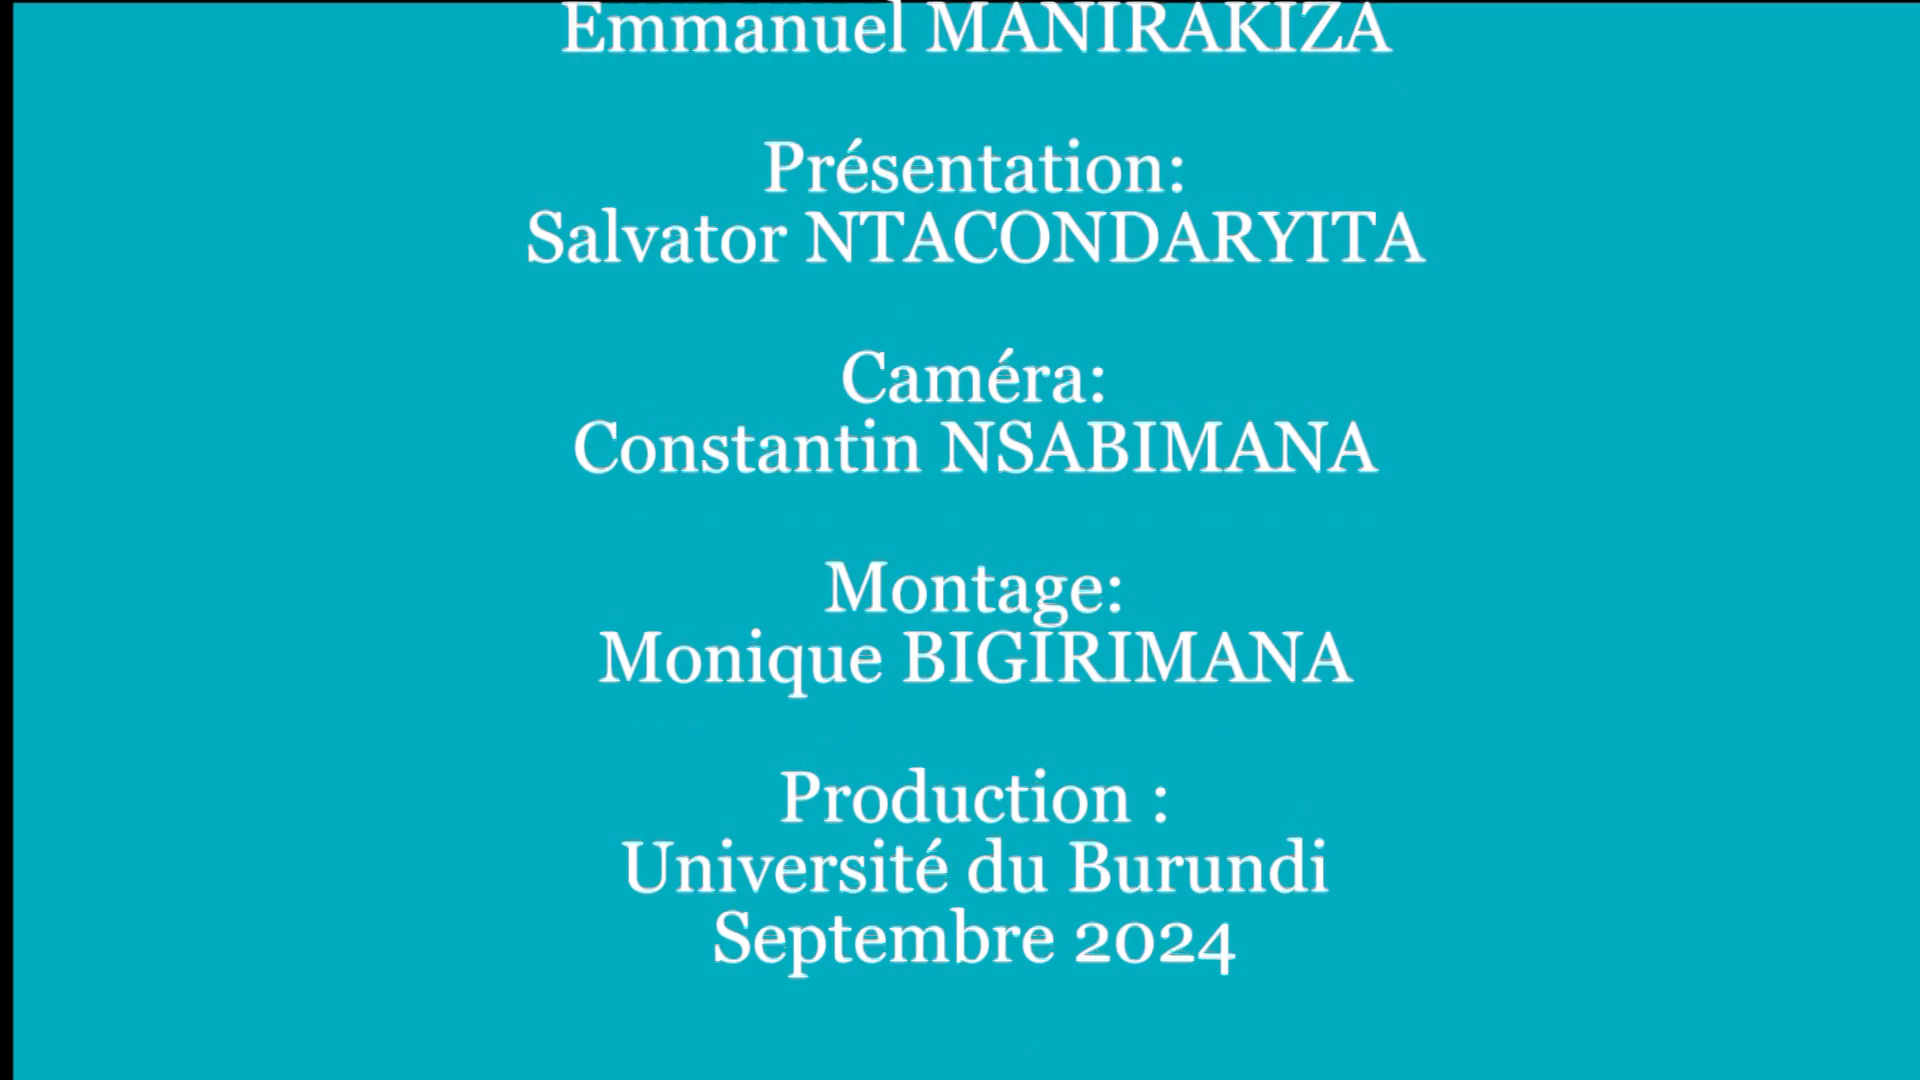 Emmanuel MANIRAKIZA
Présentation:
Salvator NTACONDARYITA
Caméra:
Constantin NSABIMANA
Montage:
Monique BIGIRIMANA
Production :
Université du Burundi
Septembre 2024